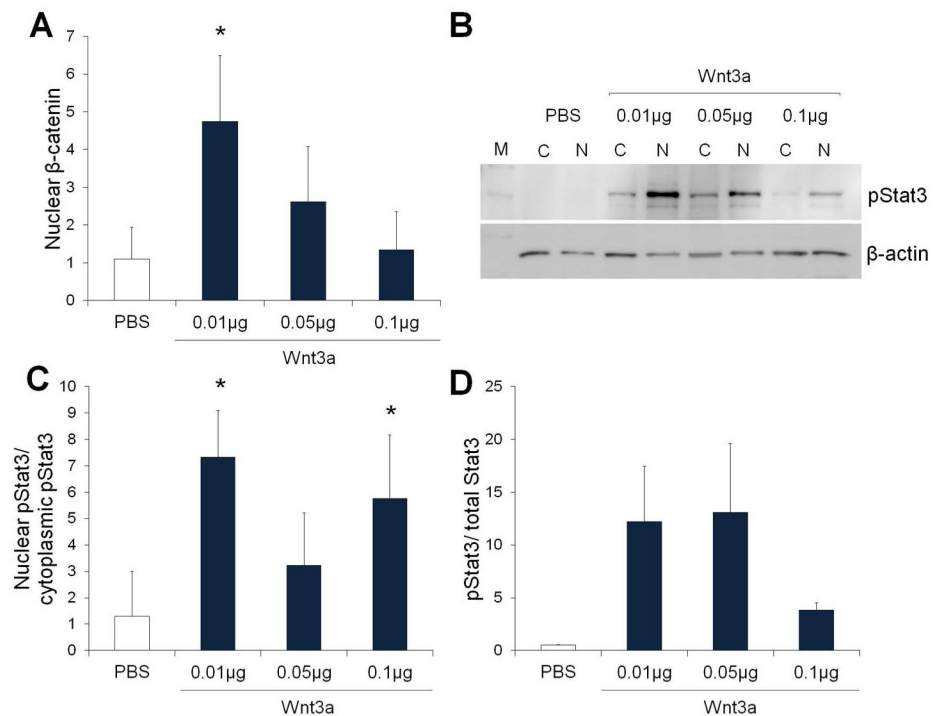 A
Nuclear β-catenin
7
6
5
4
3
2
1
0
*
PBS
0.01µg
0.05µg
0.1µg
Wnt3a
B
Wnt3a
PBS
0.01µg
0.05µg
0.1µg
M C N C N C N C N
pStat3
β-actin
C
Nuclear pStat3/
cytoplasmic pStat3
10
9
8
7
6
5
4
3
2
1
0
*
*
PBS
0.01µg
0.05µg
0.1µg
Wnt3a
D
pStat3/ total Stat3
25
20
15
10
5
0
PBS
0.01µg
0.05µg
0.1µg
Wnt3a